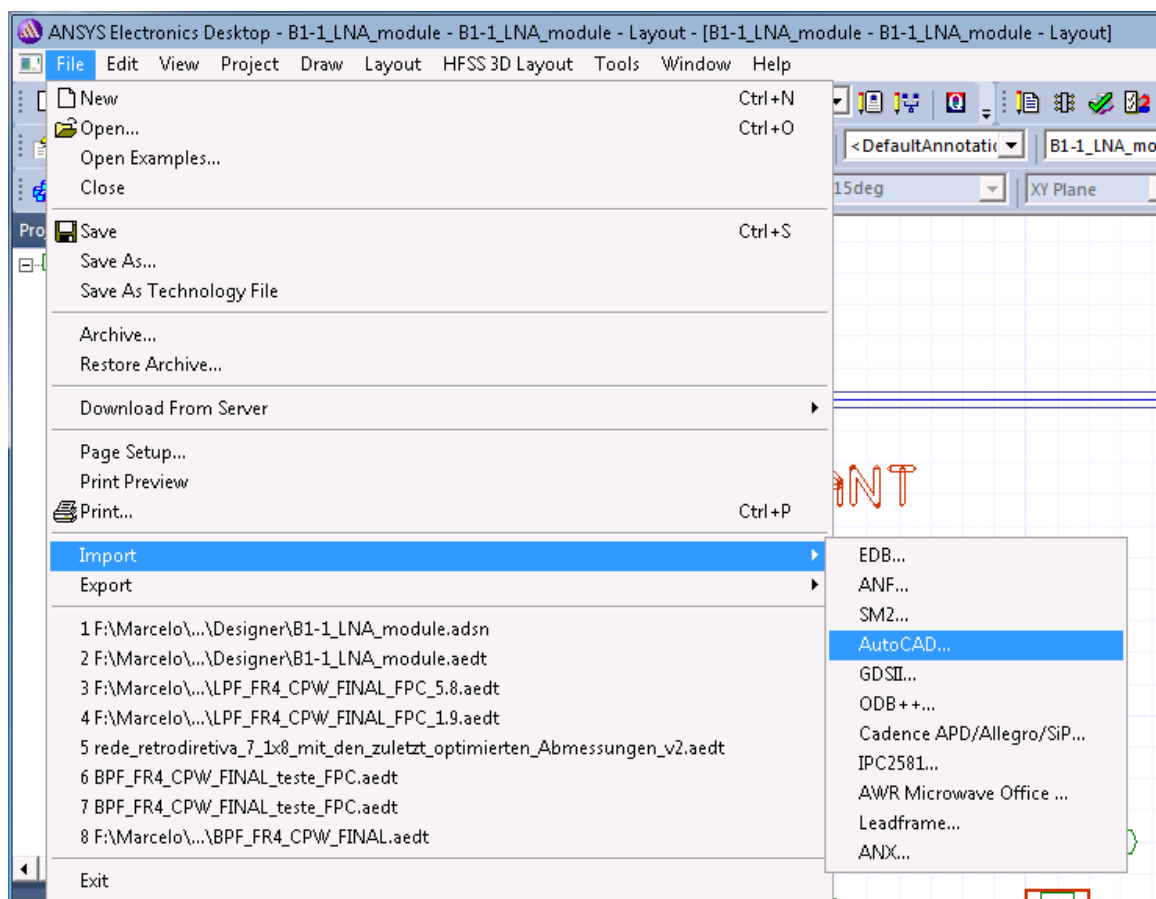 ANSYS Electronics Desktop - B1-1_LNA_module - B1-1_LNA_module - Layout - [B1-1_LNA_module - B1-1_LNA_module - Layout]
File Edit View Project Draw Layout HFSS 3D Layout Tools Window Help
New Ctrl+N
Open... Ctrl+O
Open Examples...
Close
Save Ctrl+S
Save As...
Save As Technology File
Archive...
Restore Archive...
Download From Server
Page Setup...
Print Preview
Print... Ctrl+P
Import
Export
1 F:\Marcelo\...\Designer\B1-1_LNA_module.adsn
2 F:\Marcelo\...\Designer\B1-1_LNA_module.aedt
3 F:\Marcelo\...\LPF_FR4_CPW_FINAL_FPC_5.8.aedt
4 F:\Marcelo\...\LPF_FR4_CPW_FINAL_FPC_1.9.aedt
5 rede_retrodiretiva_7_1x8_mit_den_zuletzt_optimierten_Abmessungen_v2.aedt
6 BPF_FR4_CPW_FINAL_teste_FPC.aedt
7 BPF_FR4_CPW_FINAL_teste_FPC.aedt
8 F:\Marcelo\...\BPF_FR4_CPW_FINAL.aedt
Exit
EDB...
ANF...
SM2...
AutoCAD...
GDSII...
ODB++...
Cadence APD/Allegro/SiP...
IPC2581...
AWR Microwave Office ...
Leadframe...
ANX...
<DefaultAnnotatic B1-1_LNA_mo
15deg XY Plane
Pro
NT